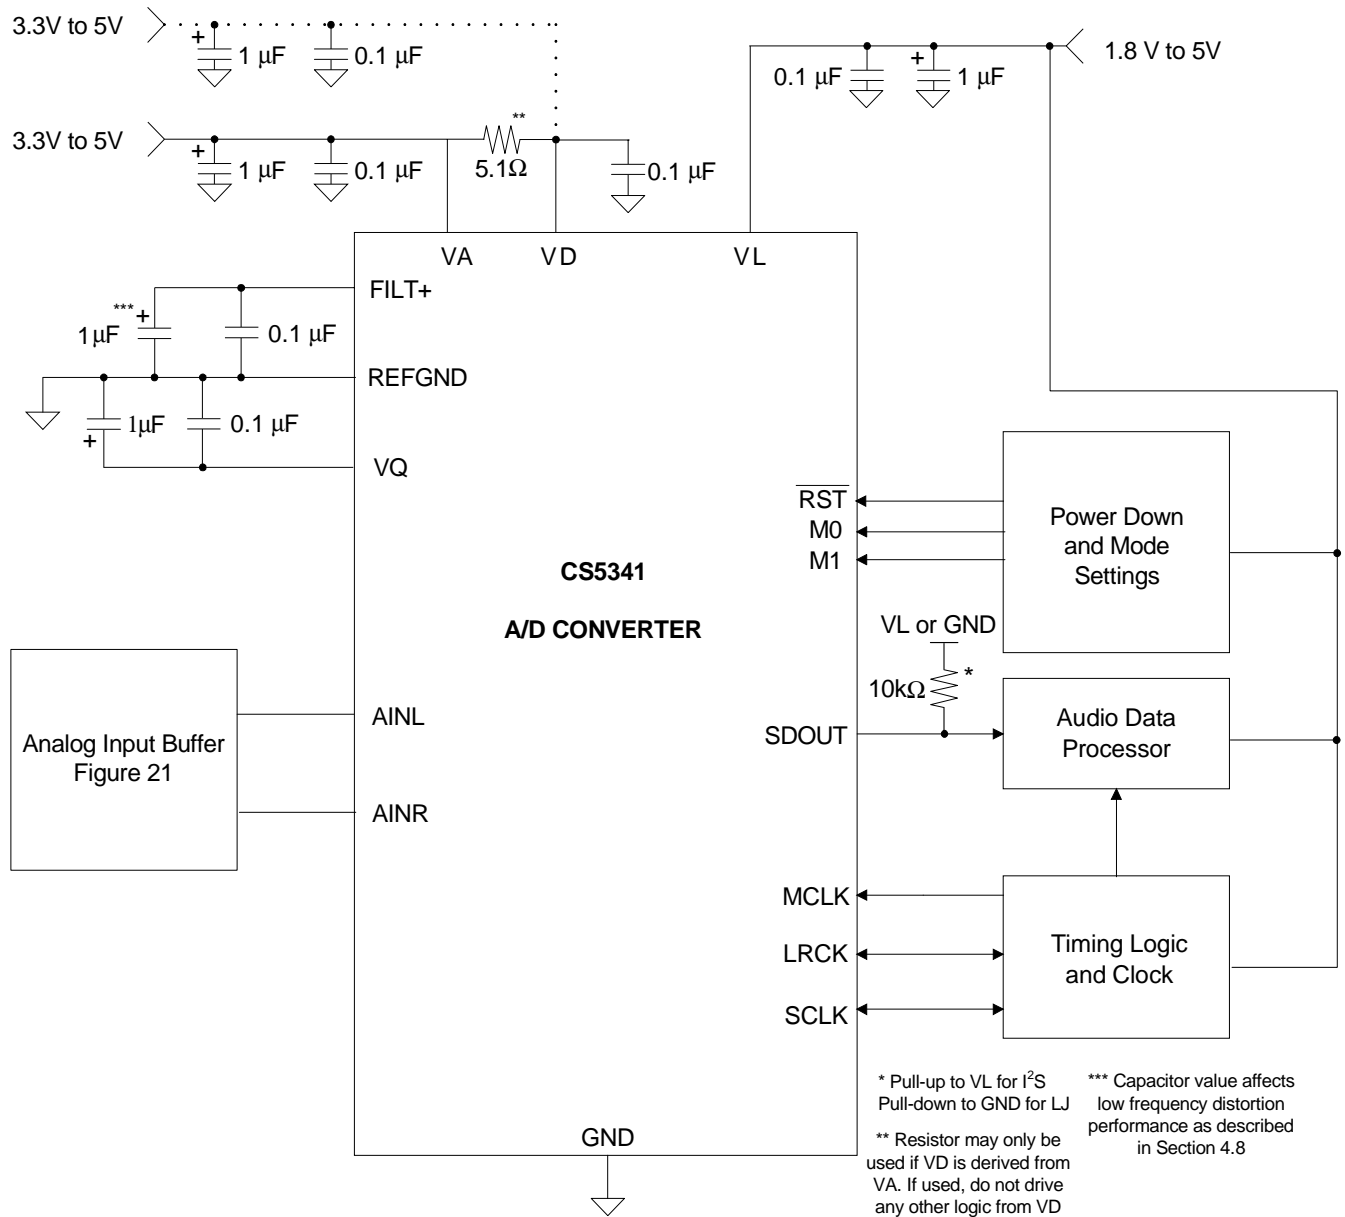 3.3V to 5V
+
1 µF
0.1 µF
0.1 µF
+
1 µF
1.8 V to 5V
3.3V to 5V
+
1 µF
0.1 µF
**
5.1Ω
0.1 µF
VA
VD
VL
FILT+
***
+
1µF
0.1 µF
REFGND
+
1µF
0.1 µF
VQ
RST
M0
M1
Power Down
and Mode
Settings
CS5341
A/D CONVERTER
VL or GND
10kΩ
*
Analog Input Buffer
Figure 21
AINL
AINR
SDOUT
Audio Data
Processor
MCLK
LRCK
SCLK
Timing Logic
and Clock
GND
* Pull-up to VL for I²S
Pull-down to GND for LJ
** Resistor may only be
used if VD is derived from
VA. If used, do not drive
any other logic from VD
*** Capacitor value affects
low frequency distortion
performance as described
in Section 4.8